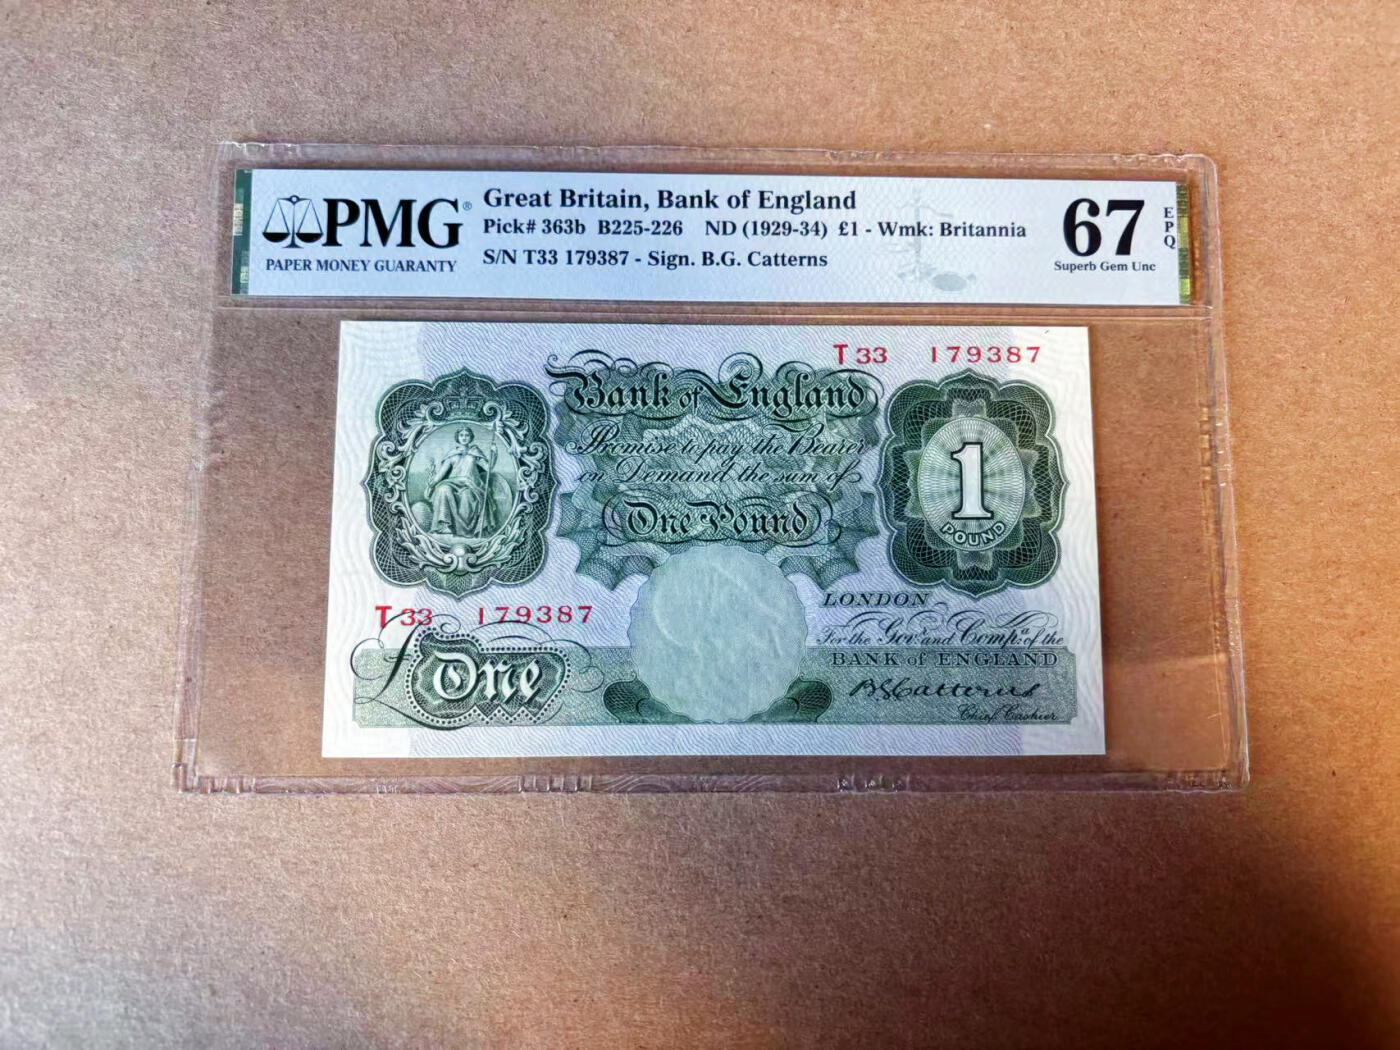 PMG®
PAPER MONEY GUARANTY
Great Britain, Bank of England
Pick# 363b B225-226 ND (1929-34) £1 - Wmk: Britannia
S/N T33 179387 - Sign. B.G. Catterns
67
EPQ
Superb Gem Unc
T33 179387
Bank of England
Promise to pay the Bearer
on Demand the sum of
One Pound
1
POUND
T33 179387
£One
LONDON
For the Govr. and Compa. of the
BANK of ENGLAND
B G Catterns
Chief Cashier